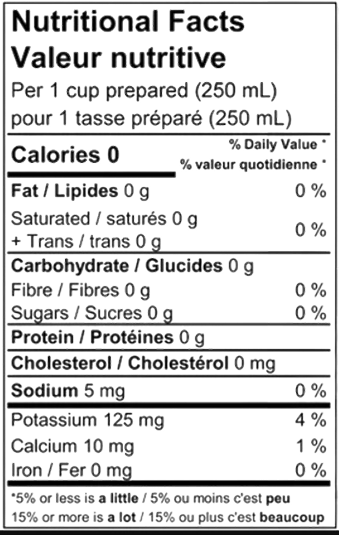 Nutritional Facts
Valeur nutritive
Per 1 cup prepared (250 mL)
pour 1 tasse préparé (250 mL)
Calories 0
% Daily Value *
% valeur quotidienne *
Fat / Lipides 0 g 0 %
Saturated / saturés 0 g
+ Trans / trans 0 g 0 %
Carbohydrate / Glucides 0 g
Fibre / Fibres 0 g 0 %
Sugars / Sucres 0 g 0 %
Protein / Protéines 0 g
Cholesterol / Cholestérol 0 mg
Sodium 5 mg 0 %
Potassium 125 mg 4 %
Calcium 10 mg 1 %
Iron / Fer 0 mg 0 %
*5% or less is a little / 5% ou moins c'est peu
15% or more is a lot / 15% ou plus c'est beaucoup